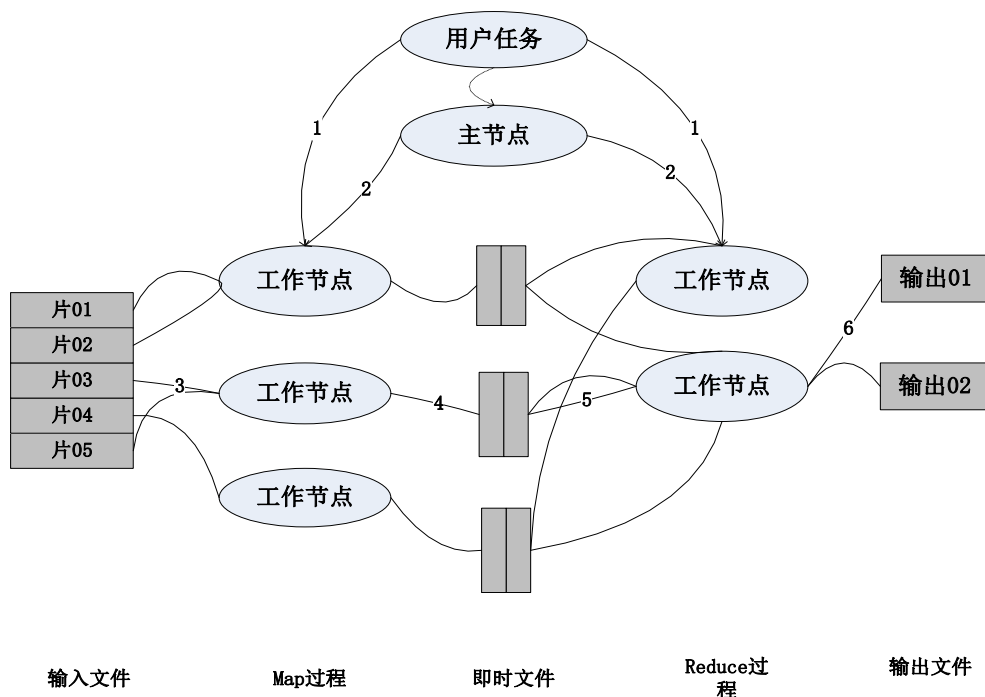 用户任务
主节点
1
1
2
2
工作节点
工作节点
输出01
片01
片02
片03
片04
片05
6
3
工作节点
4
5
工作节点
输出02
工作节点
输入文件
Map过程
即时文件
Reduce过
程
输出文件